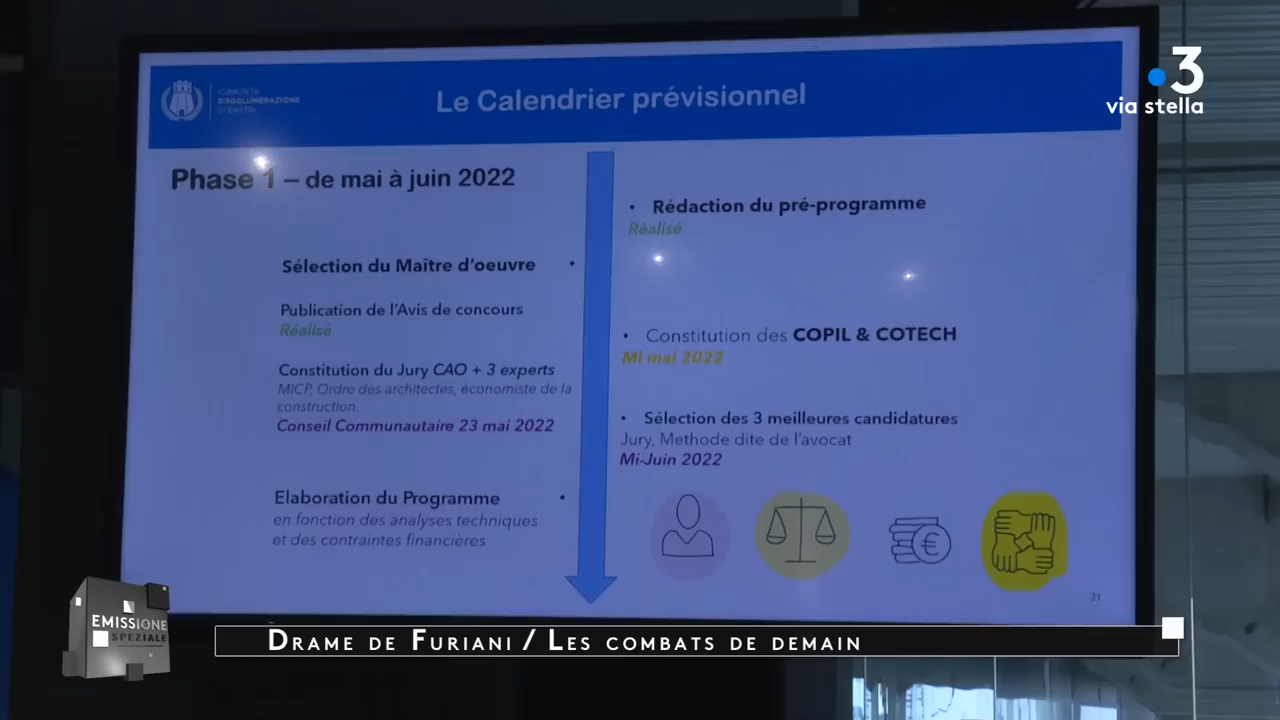 3
via stella
CUMUNITÀ
D'AGGLOMERAZIONE
DI BASTIA
Le Calendrier prévisionnel
Phase 1 – de mai à juin 2022
Sélection du Maître d'oeuvre •
Publication de l'Avis de concours
Réalisé
Constitution du Jury CAO + 3 experts
MICP, Ordre des architectes, économiste de la
construction.
Conseil Communautaire 23 mai 2022
Elaboration du Programme •
en fonction des analyses techniques
et des contraintes financières
• Rédaction du pré-programme
Réalisé
• Constitution des COPIL & COTECH
Mi mai 2022
• Sélection des 3 meilleures candidatures
Jury, Methode dite de l'avocat
Mi-Juin 2022
€
21
EMISSIONE
SPEZIALE
DRAME DE FURIANI / LES COMBATS DE DEMAIN